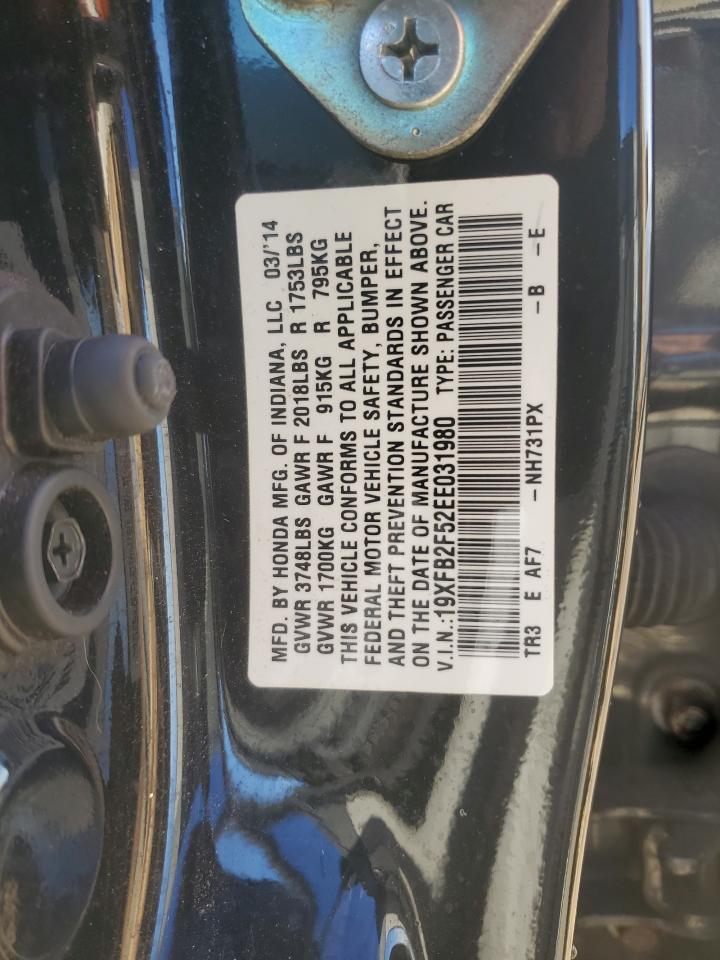 MFD. BY HONDA MFG. OF INDIANA, LLC 03/'14
GVWR 3748LBS GAWR F 2018LBS R 1753LBS
GVWR 1700KG GAWR F 915KG R 795KG
THIS VEHICLE CONFORMS TO ALL APPLICABLE
FEDERAL MOTOR VEHICLE SAFETY, BUMPER,
AND THEFT PREVENTION STANDARDS IN EFFECT
ON THE DATE OF MANUFACTURE SHOWN ABOVE.
V.I.N.:19XFB2F52EE031980 TYPE: PASSENGER CAR
TR3 E AF7 -NH731PX -B -E